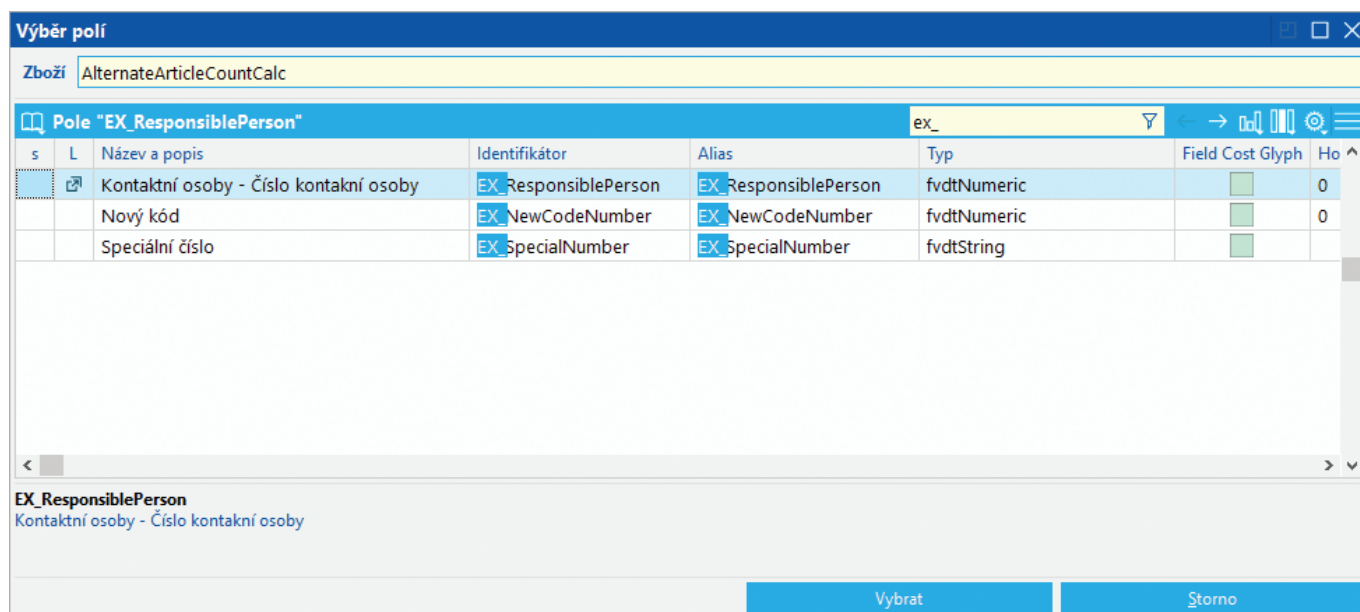 Výběr polí
Zboží AlternateArticleCountCalc
Pole "EX_ResponsiblePerson" ex_
s L Název a popis Identifikátor Alias Typ Field Cost Glyph Ho
Kontaktní osoby - Číslo kontakní osoby EX_ResponsiblePerson EX_ResponsiblePerson fvdtNumeric 0
Nový kód EX_NewCodeNumber EX_NewCodeNumber fvdtNumeric 0
Speciální číslo EX_SpecialNumber EX_SpecialNumber fvdtString
EX_ResponsiblePerson
Kontaktní osoby - Číslo kontakní osoby
Vybrat Storno